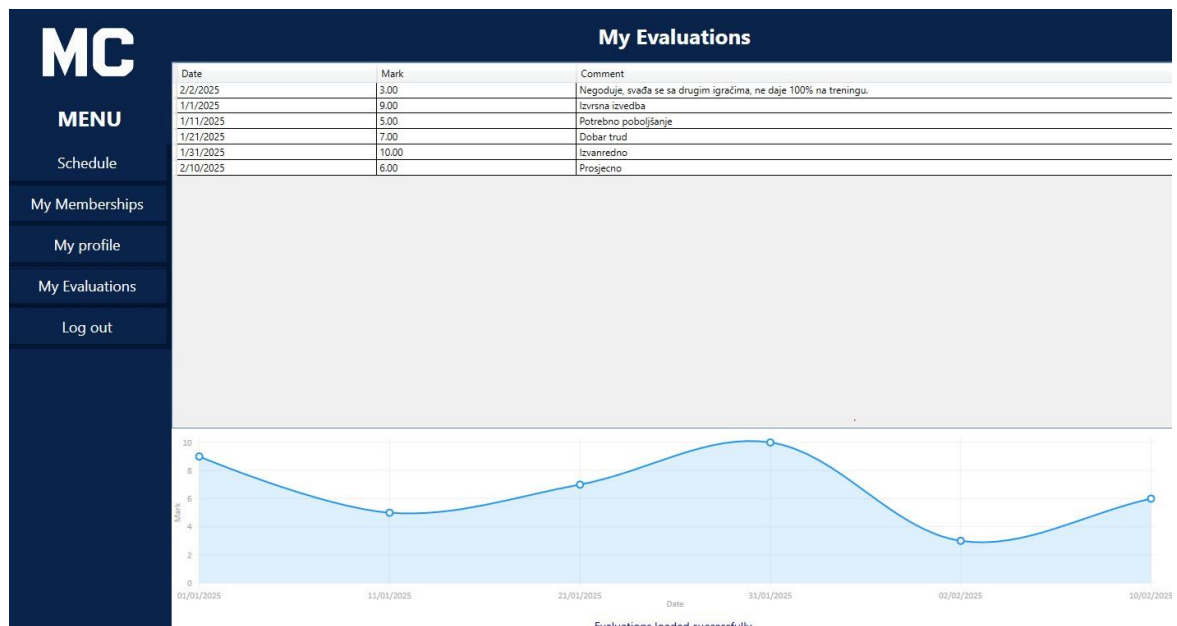 MC
My Evaluations
MENU
Schedule
My Memberships
My profile
My Evaluations
Log out
Date Mark Comment
2/2/2025 3.00 Negoduje, svađa se sa drugim igračima, ne daje 100% na treningu.
1/1/2025 9.00 Izvrsna izvedba
1/11/2025 5.00 Potrebno poboljšanje
1/21/2025 7.00 Dobar trud
1/31/2025 10.00 Izvanredno
2/10/2025 6.00 Prosjecno
10
8
6
4
2
0
Mark
01/01/2025 11/01/2025 21/01/2025 31/01/2025 02/02/2025 10/02/2025
Date
Evaluations loaded successfully